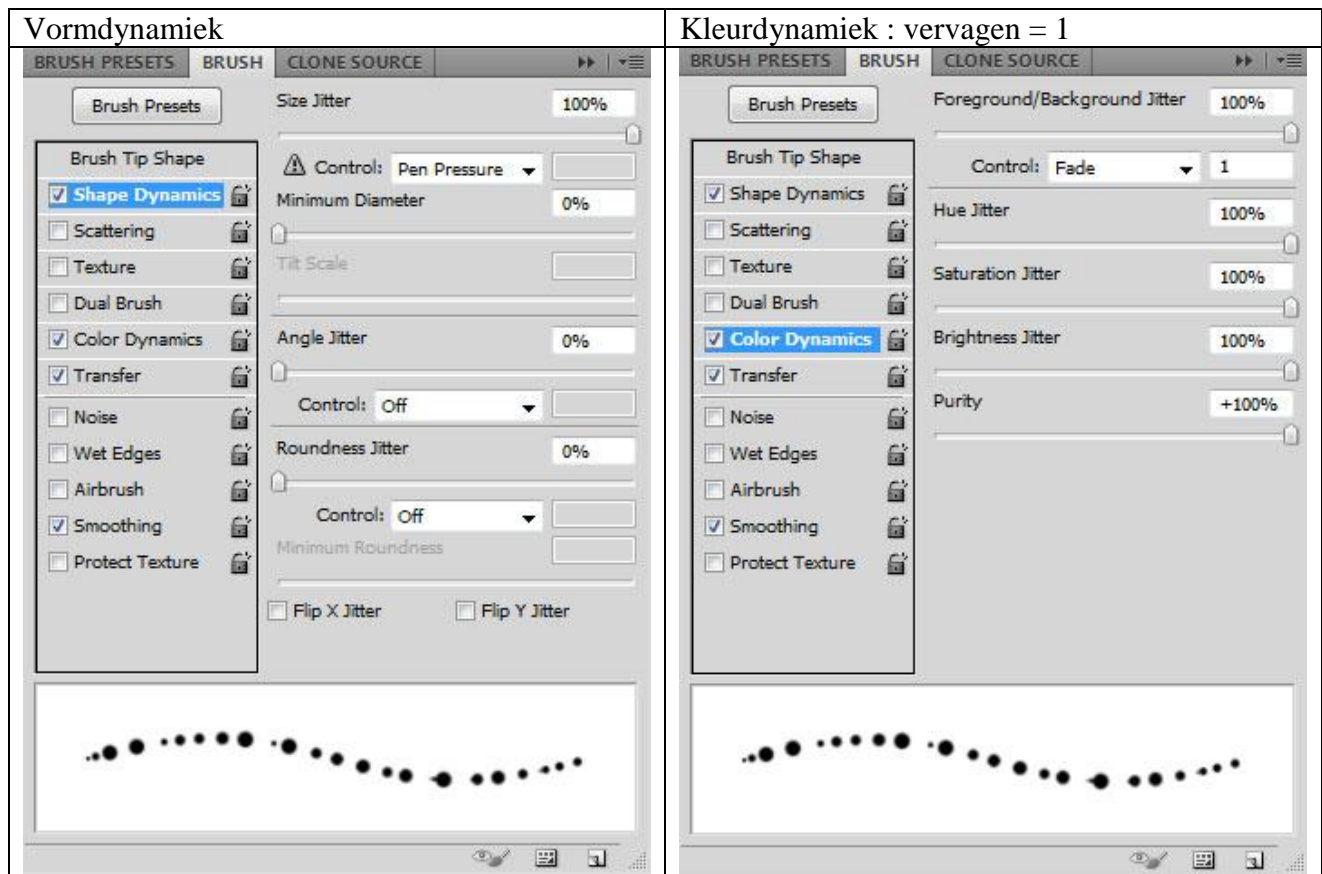 Vormdynamiek
BRUSH PRESETS BRUSH CLONE SOURCE
Brush Presets
Brush Tip Shape
Shape Dynamics
Scattering
Texture
Dual Brush
Color Dynamics
Transfer
Noise
Wet Edges
Airbrush
Smoothing
Protect Texture
Size Jitter 100%
Control: Pen Pressure
Minimum Diameter 0%
Tilt Scale
Angle Jitter 0%
Control: Off
Roundness Jitter 0%
Control: Off
Minimum Roundness
Flip X Jitter Flip Y Jitter
Kleurdynamiek : vervagen = 1
BRUSH PRESETS BRUSH CLONE SOURCE
Brush Presets
Brush Tip Shape
Shape Dynamics
Scattering
Texture
Dual Brush
Color Dynamics
Transfer
Noise
Wet Edges
Airbrush
Smoothing
Protect Texture
Foreground/Background Jitter 100%
Control: Fade 1
Hue Jitter 100%
Saturation Jitter 100%
Brightness Jitter 100%
Purity +100%